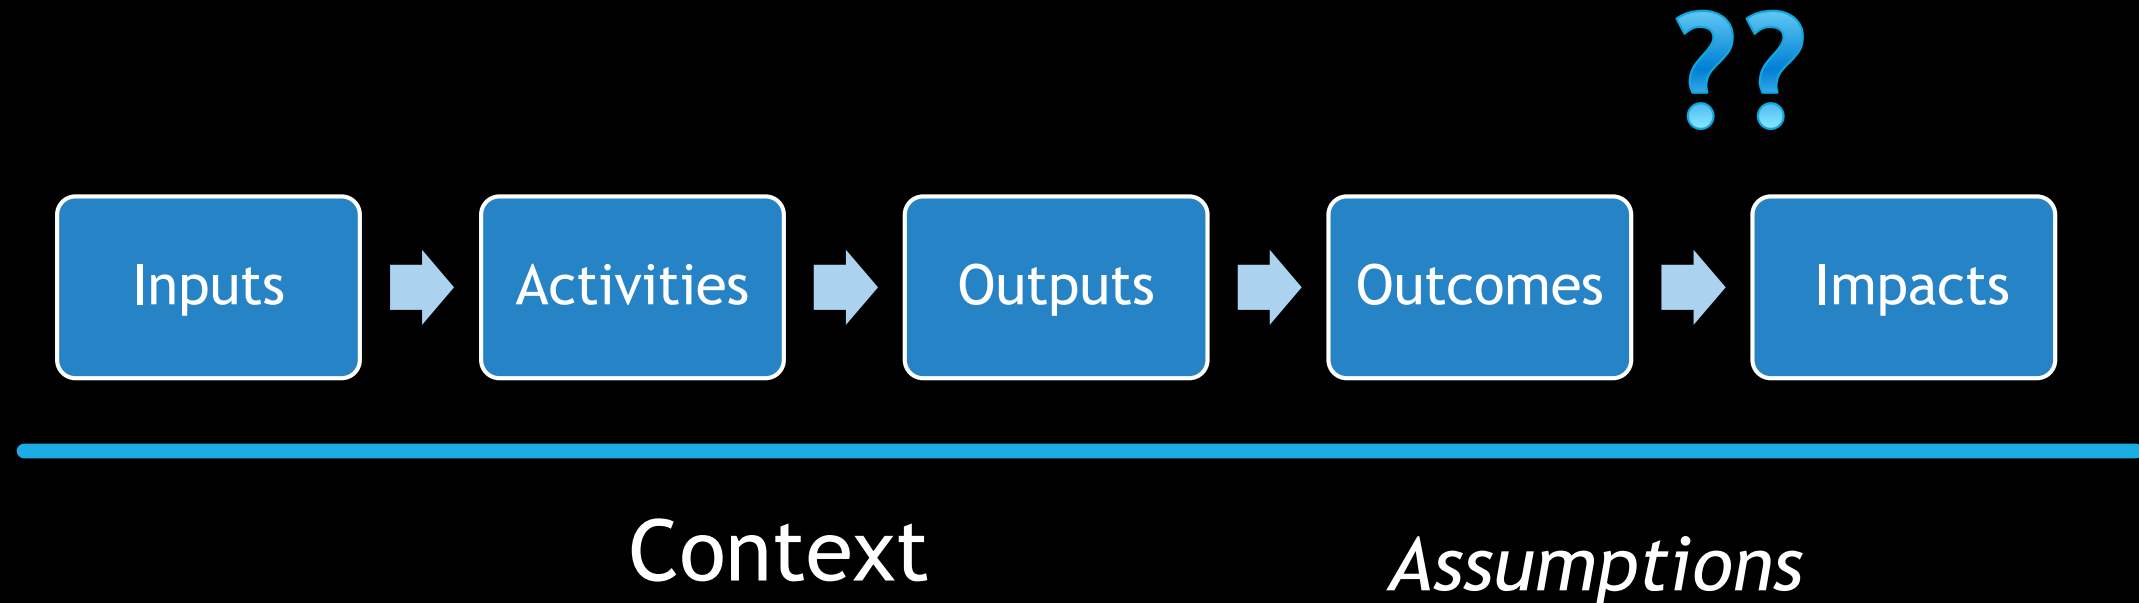 ??
Inputs
Activities
Outputs
Outcomes
Impacts
Context
Assumptions